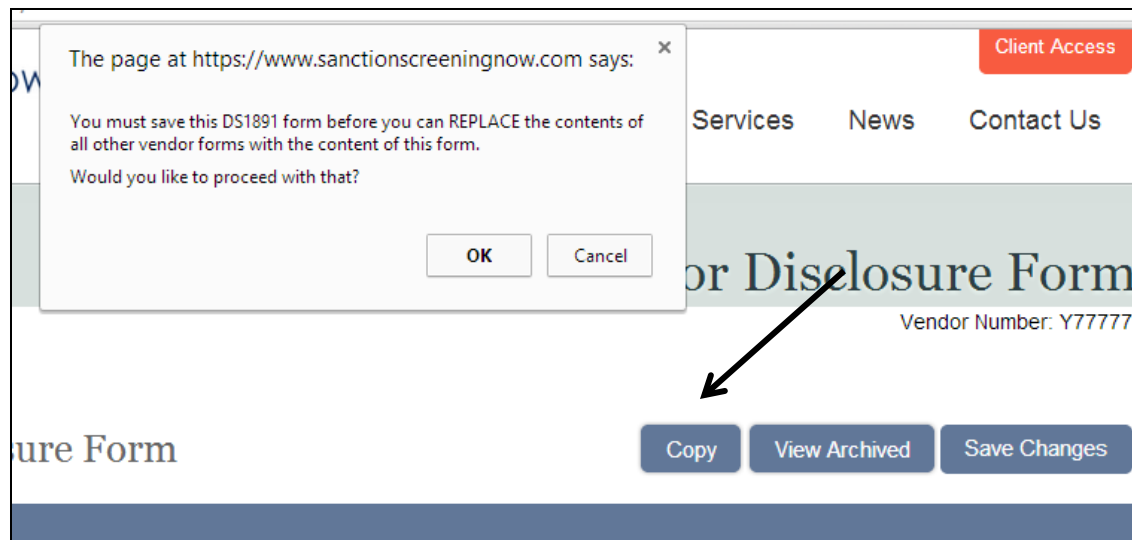 The page at https://www.sanctionscreeningnow.com says:
×
Client Access
You must save this DS1891 form before you can REPLACE the contents of
all other vendor forms with the content of this form.
Would you like to proceed with that?
Services News Contact Us
OK Cancel
or Disclosure Form
Vendor Number: Y77777
sure Form
Copy View Archived Save Changes